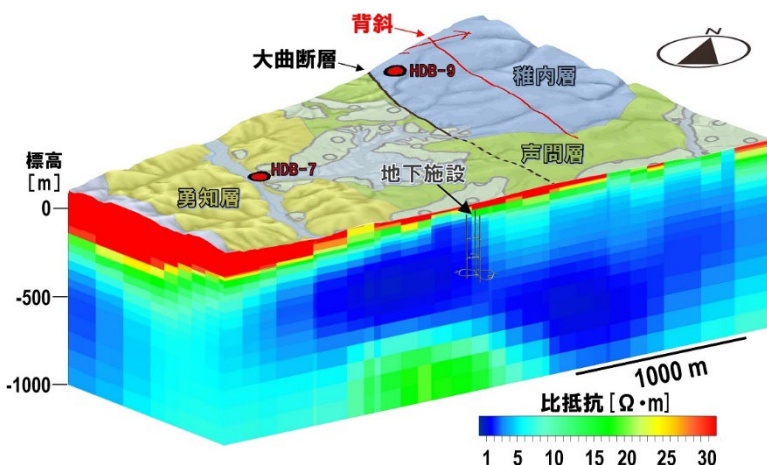 N
背斜
大曲断層
HDB-9
稚内層
標高
[m]
HDB-7
声問層
地下施設
勇知層
0
-500
-1000
1000 m
比抵抗 [Ω・m]
1 5 10 15 20 25 30